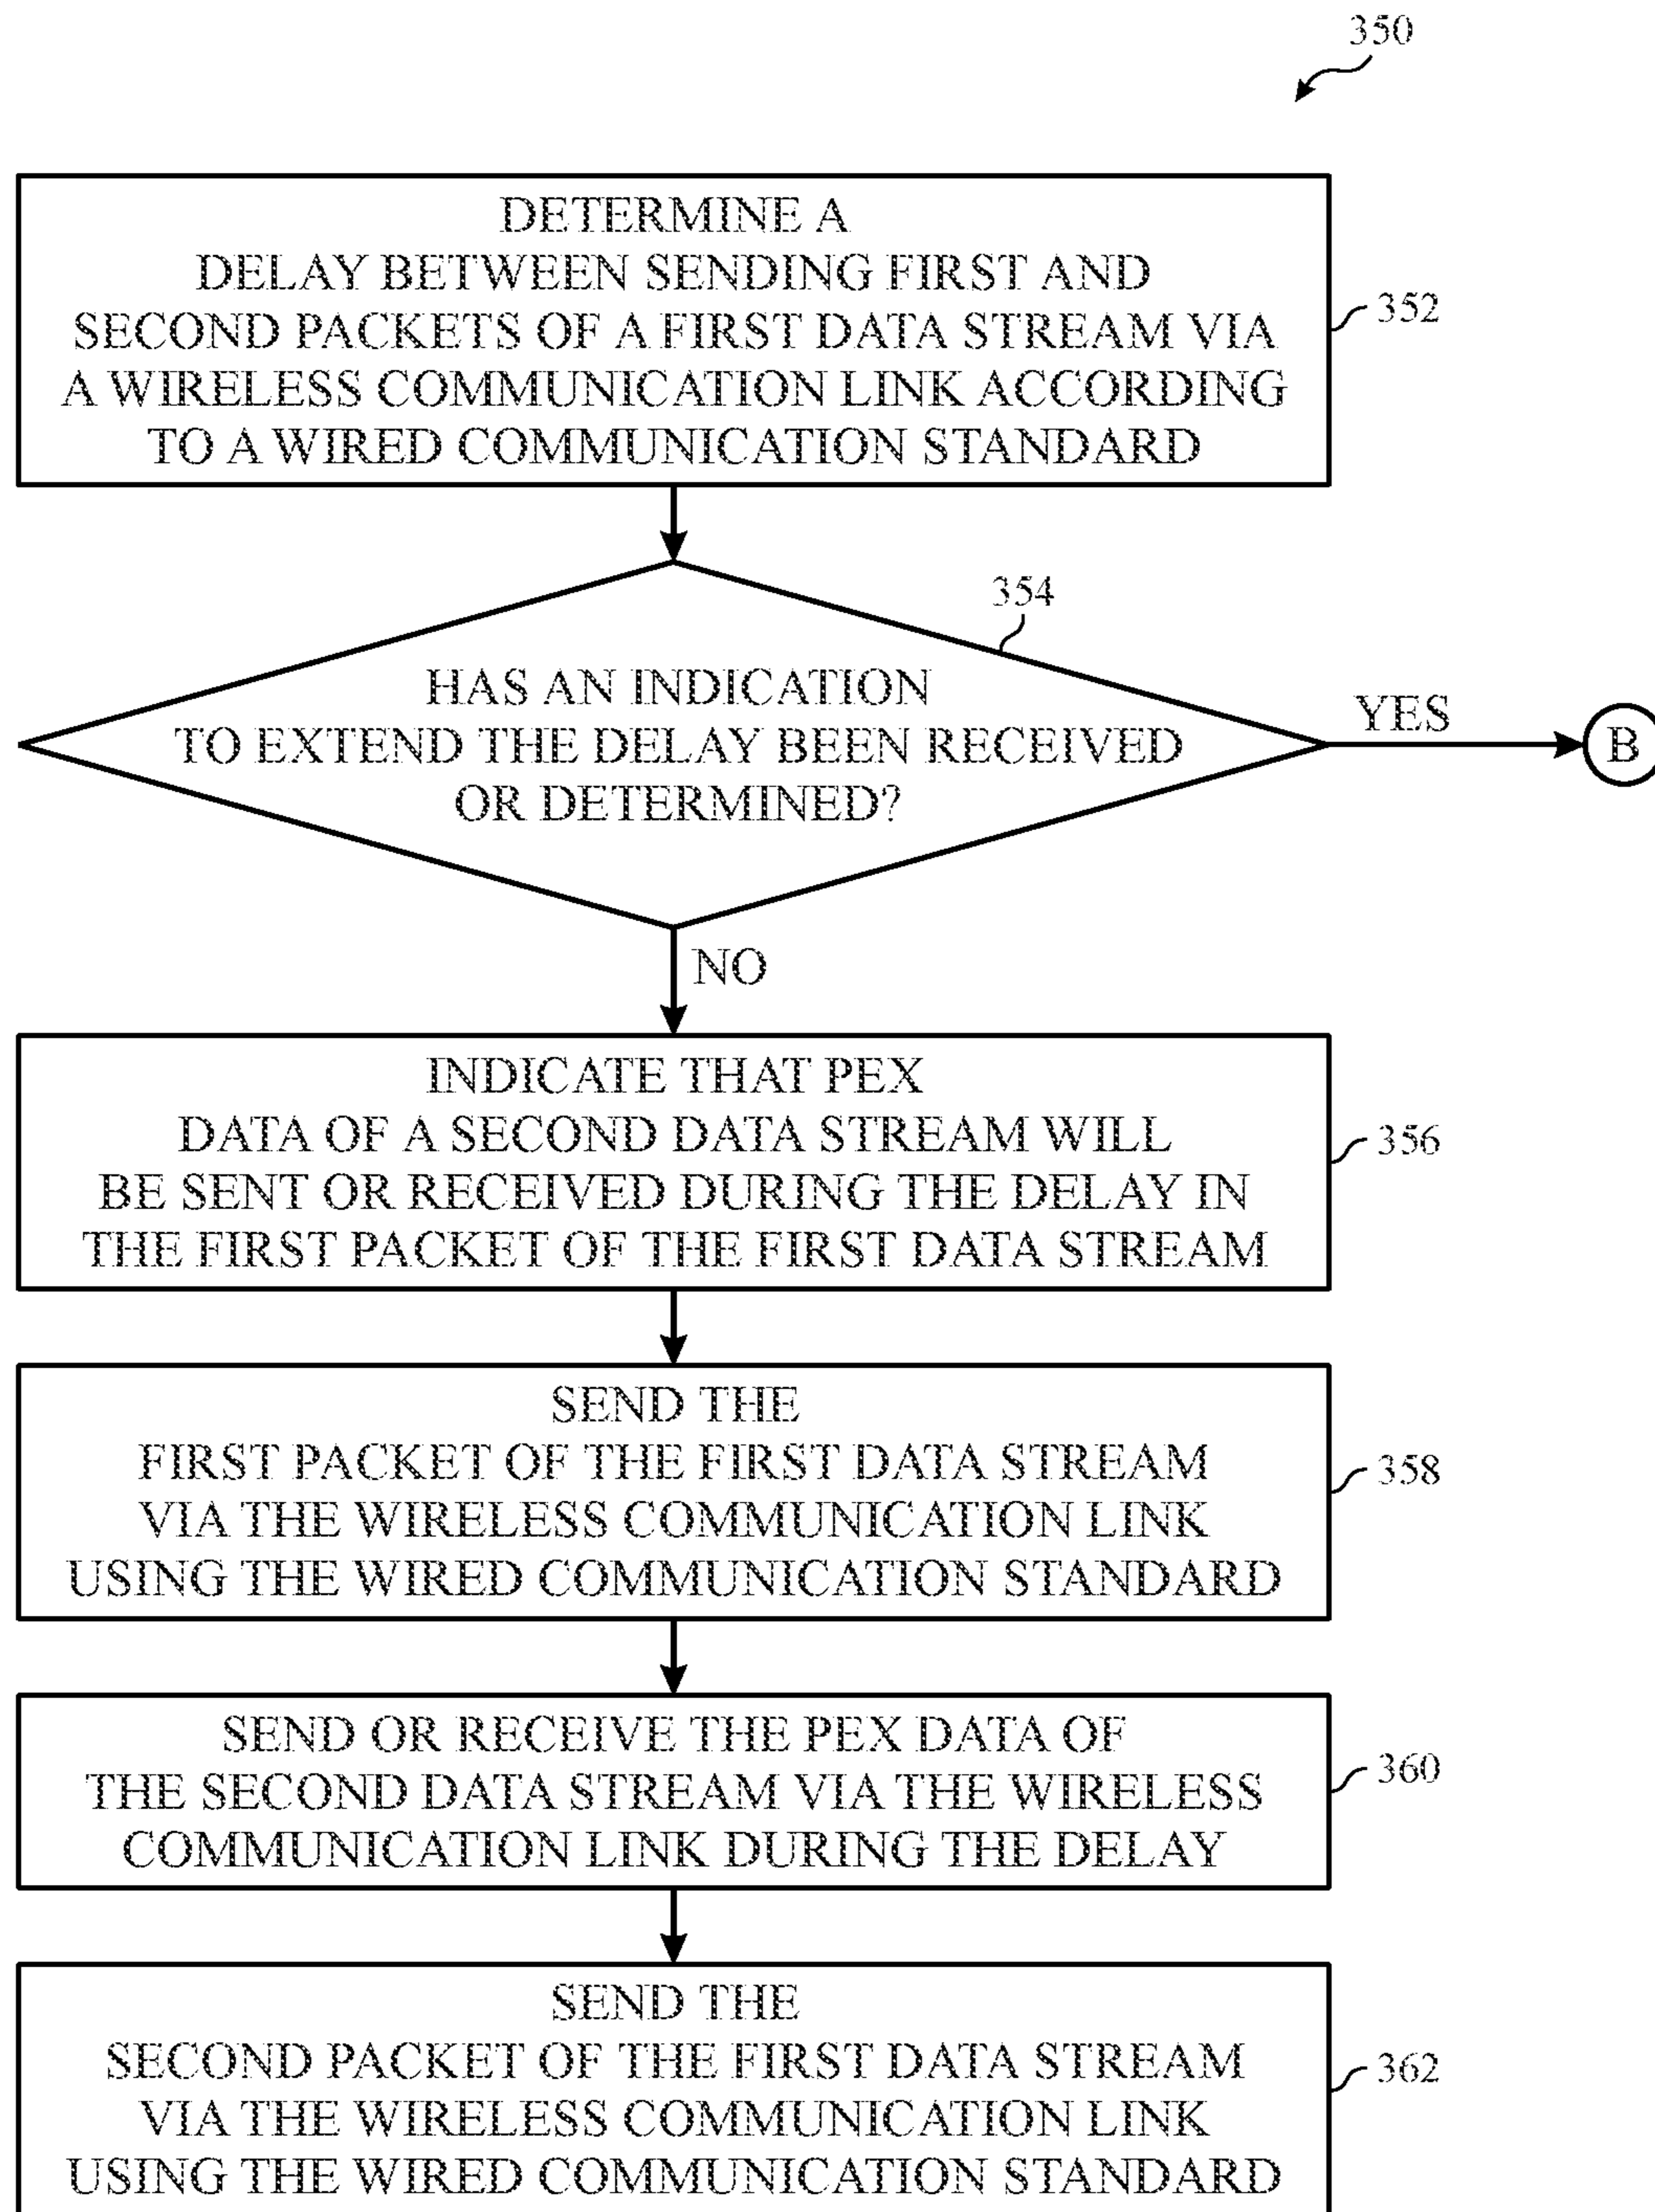 350
DETERMINE A
DELAY BETWEEN SENDING FIRST AND
SECOND PACKETS OF A FIRST DATA STREAM VIA
A WIRELESS COMMUNICATION LINK ACCORDING
TO A WIRED COMMUNICATION STANDARD
352
354
HAS AN INDICATION
TO EXTEND THE DELAY BEEN RECEIVED
OR DETERMINED?
YES
B
NO
INDICATE THAT PEX
DATA OF A SECOND DATA STREAM WILL
BE SENT OR RECEIVED DURING THE DELAY IN
THE FIRST PACKET OF THE FIRST DATA STREAM
356
SEND THE
FIRST PACKET OF THE FIRST DATA STREAM
VIA THE WIRELESS COMMUNICATION LINK
USING THE WIRED COMMUNICATION STANDARD
358
SEND OR RECEIVE THE PEX DATA OF
THE SECOND DATA STREAM VIA THE WIRELESS
COMMUNICATION LINK DURING THE DELAY
360
SEND THE
SECOND PACKET OF THE FIRST DATA STREAM
VIA THE WIRELESS COMMUNICATION LINK
USING THE WIRED COMMUNICATION STANDARD
362